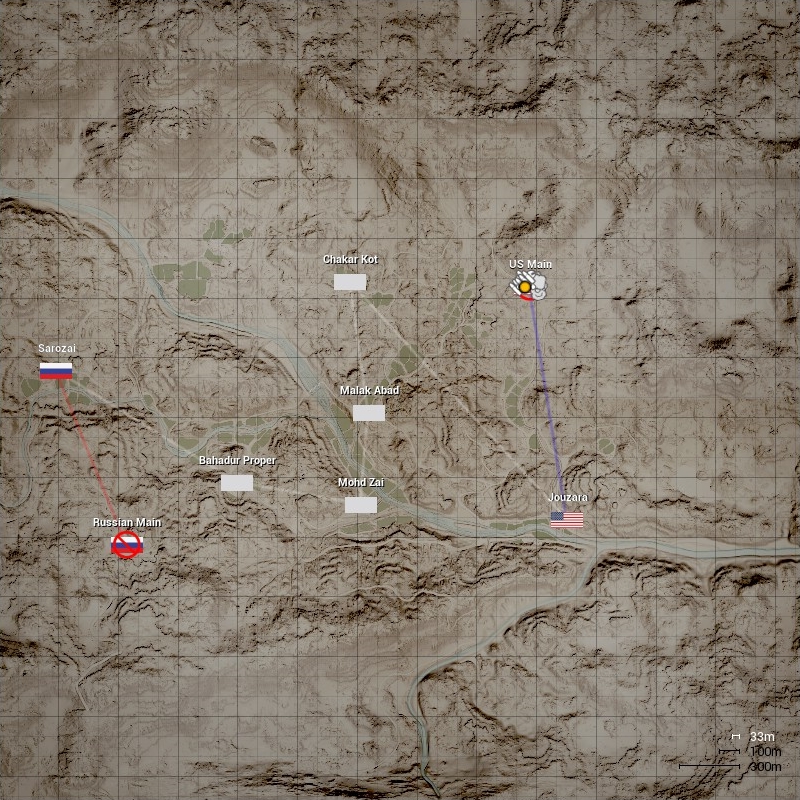 Chakar Kot
US Main
Sarozai
Malak Abad
Bahadur Proper
Mohd Zai
Jouzara
Russian Main
33m
100m
300m